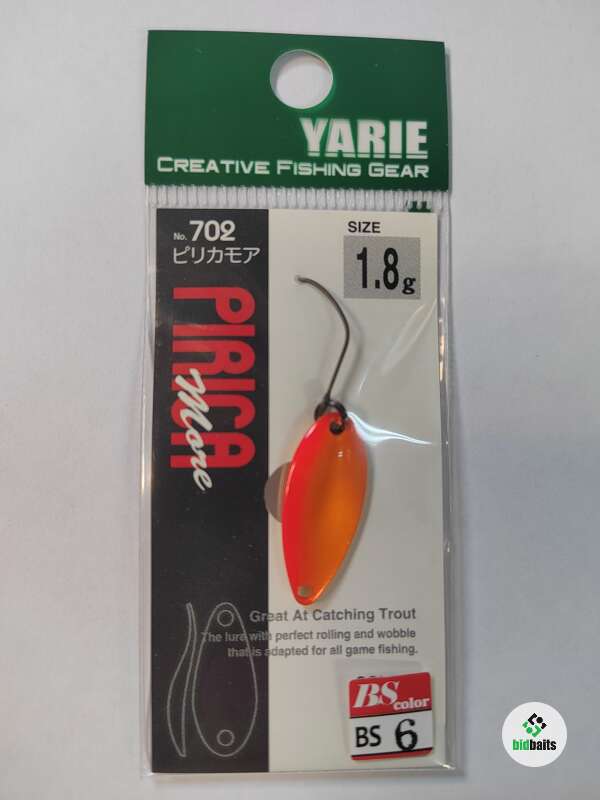 YARIE
CREATIVE FISHING GEAR
No. 702
ピリカモア
PIRICA
More
SIZE
1.8g
Great At Catching Trout
The lure with perfect rolling and wobble
that is adapted for all game fishing.
BS color
BS 6
bidbaits